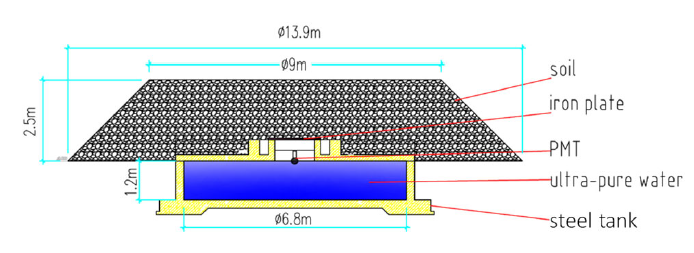 Ø13.9m
Ø9m
soil
iron plate
2.5m
PMT
1.2m
ultra-pure water
Ø6.8m
steel tank